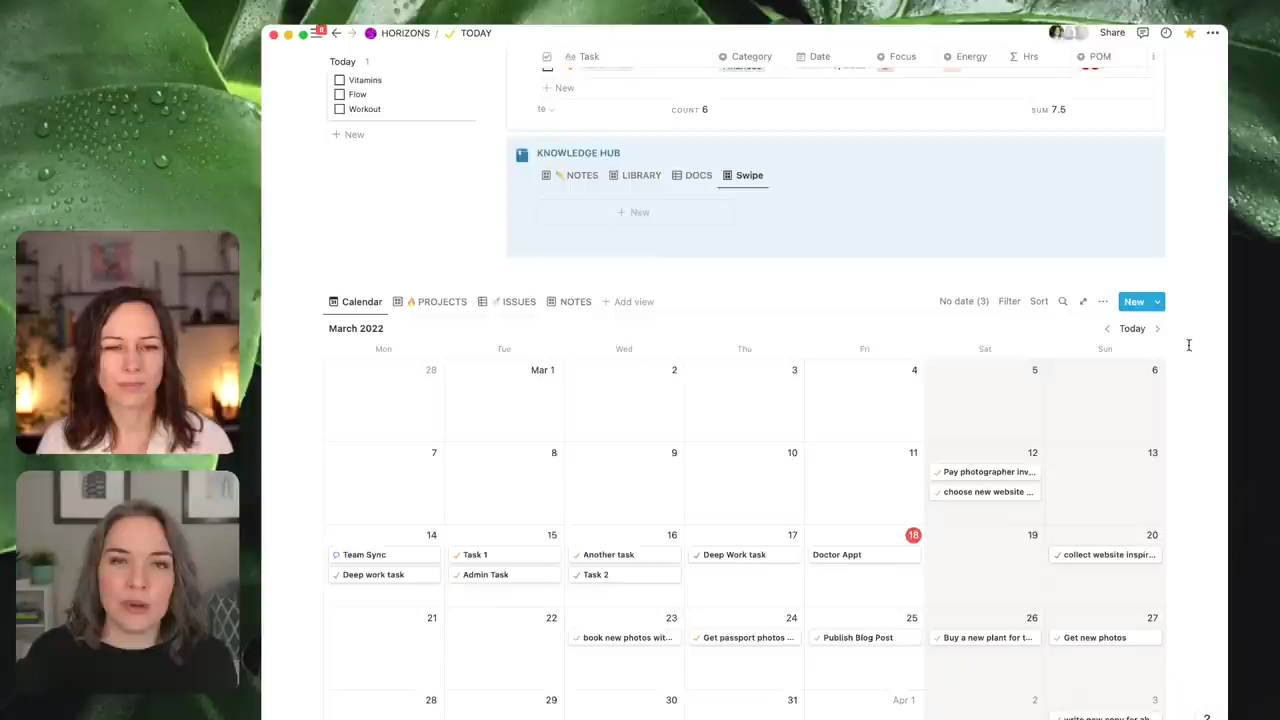 8
HORIZONS / TODAY
Share
Today 1
Vitamins
Flow
Workout
+ New
Aa Task
Category
Date
Focus
Energy
Σ Hrs
POM
+ New
te
COUNT 6
SUM 7.5
KNOWLEDGE HUB
NOTES
LIBRARY
DOCS
Swipe
+ New
Calendar
PROJECTS
ISSUES
NOTES
+ Add view
No date (3)
Filter
Sort
New
March 2022
Today
Mon Tue Wed Thu Fri Sat Sun
28 Mar 1 2 3 4 5 6
7 8 9 10 11 12 13
Pay photographer inv...
choose new website ...
14 15 16 17 18 19 20
Team Sync
Task 1
Another task
Deep Work task
Doctor Appt
collect website inspir...
Deep work task
Admin Task
Task 2
21 22 23 24 25 26 27
book new photos wit...
Get passport photos ...
Publish Blog Post
Buy a new plant for t...
Get new photos
28 29 30 31 Apr 1 2 3
?